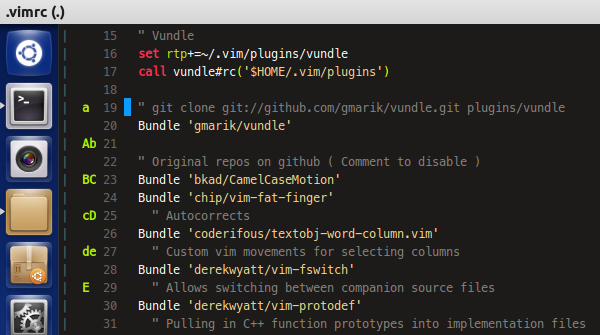 .vimrc (.)
15 " Vundle
16 set rtp+=~/.vim/plugins/vundle
17 call vundle#rc('$HOME/.vim/plugins')
18
a 19 " git clone git://github.com/gmarik/vundle.git plugins/vundle
20 Bundle 'gmarik/vundle'
Ab 21
22 " Original repos on github ( Comment to disable )
BC 23 Bundle 'bkad/CamelCaseMotion'
24 Bundle 'chip/vim-fat-finger'
cD 25 " Autocorrects
26 Bundle 'coderifous/textobj-word-column.vim'
de 27 " Custom vim movements for selecting columns
28 Bundle 'derekwyatt/vim-fswitch'
E 29 " Allows switching between companion source files
30 Bundle 'derekwyatt/vim-protodef'
31 " Pulling in C++ function prototypes into implementation files